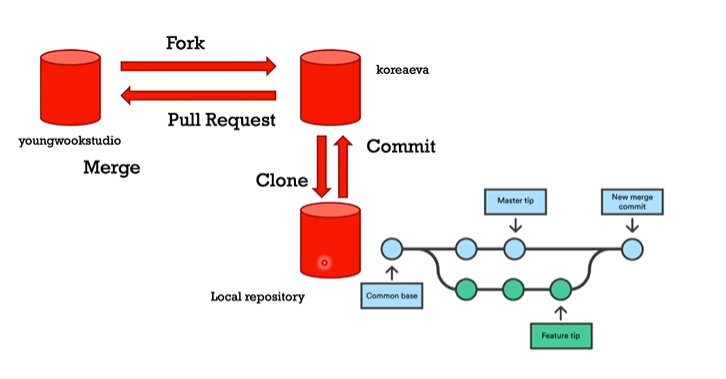 Fork
koreaeva
Pull Request
youngwookstudio
Merge
Commit
Clone
Local repository
Master tip
New merge
commit
Common base
Feature tip